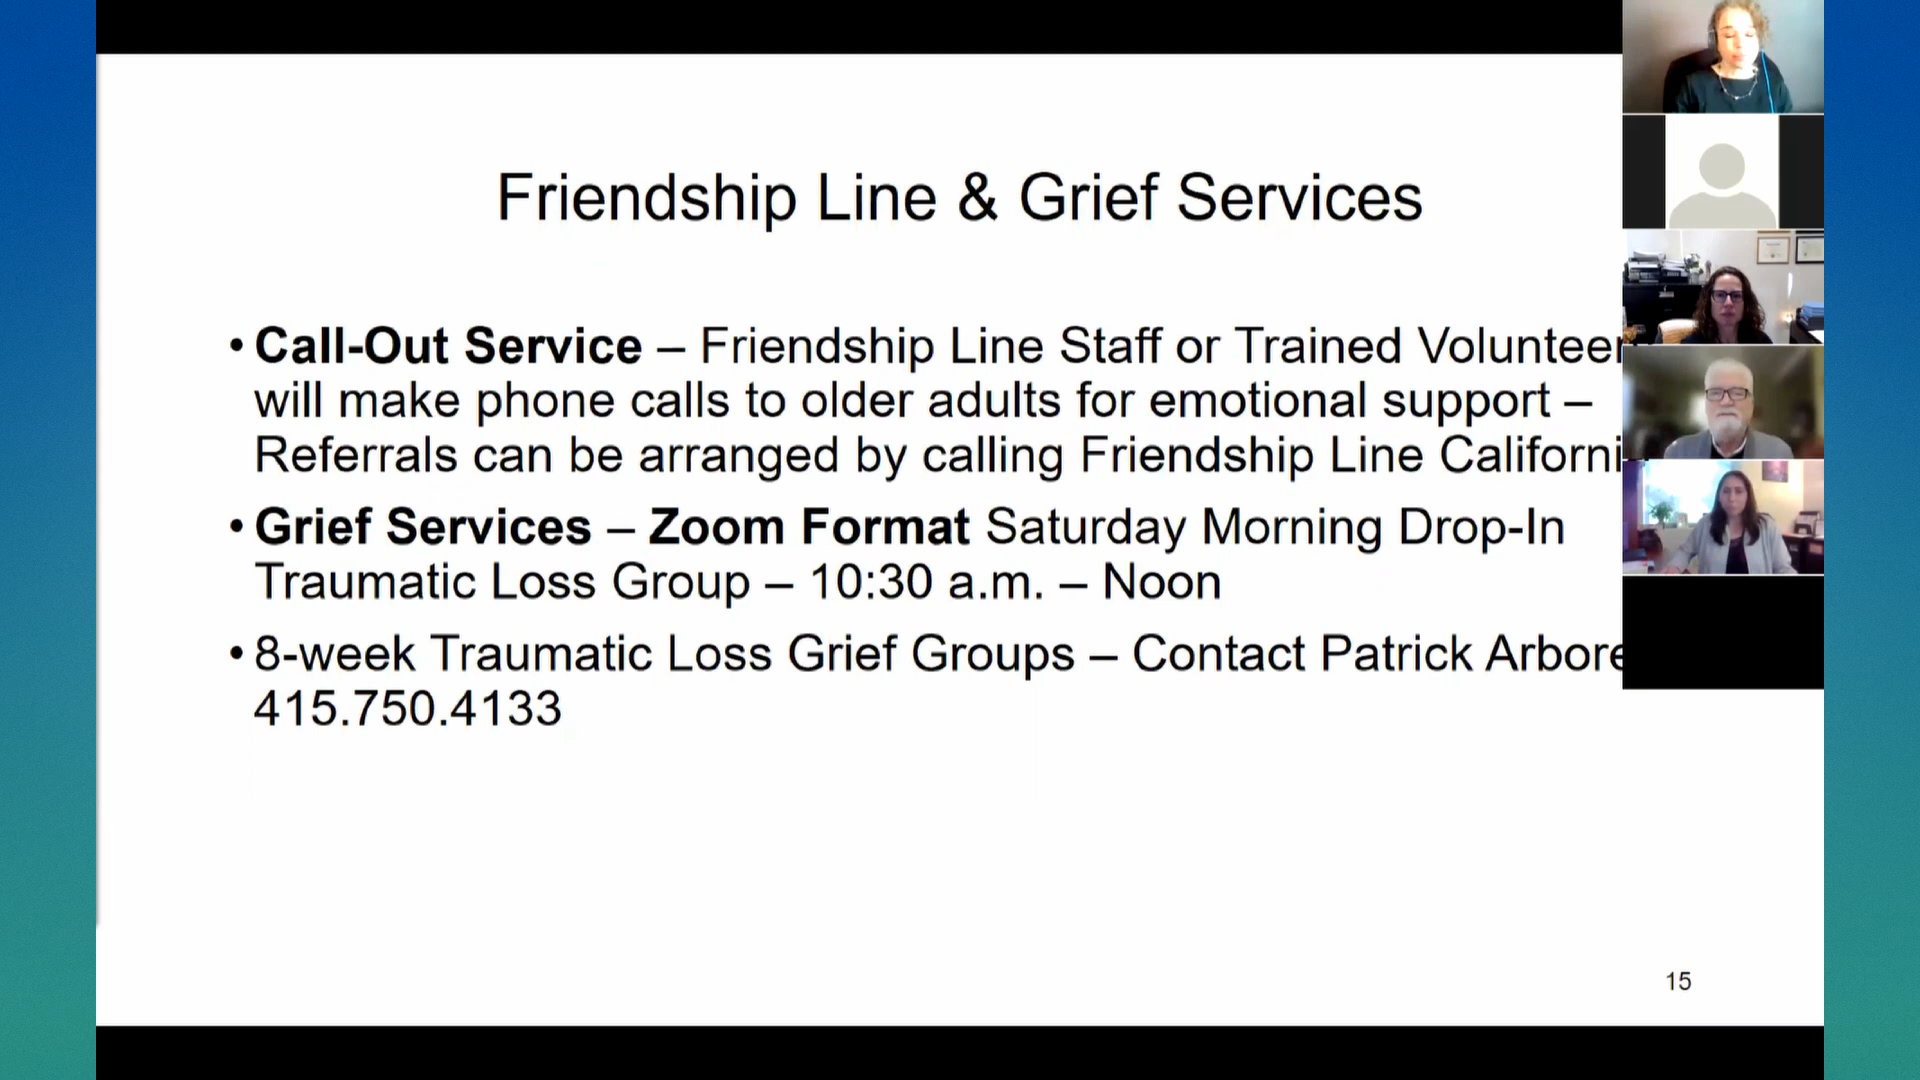 Friendship Line & Grief Services
• Call-Out Service – Friendship Line Staff or Trained Volunteer
will make phone calls to older adults for emotional support –
Referrals can be arranged by calling Friendship Line Californi
• Grief Services – Zoom Format Saturday Morning Drop-In
Traumatic Loss Group – 10:30 a.m. – Noon
• 8-week Traumatic Loss Grief Groups – Contact Patrick Arbore
415.750.4133
15